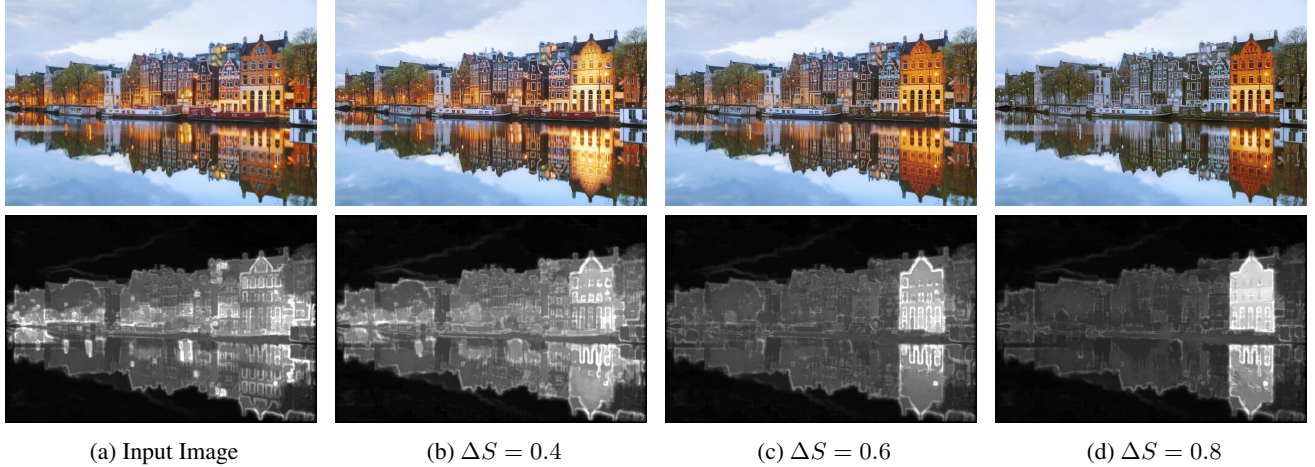 (a) Input Image
(b) ΔS = 0.4
(c) ΔS = 0.6
(d) ΔS = 0.8